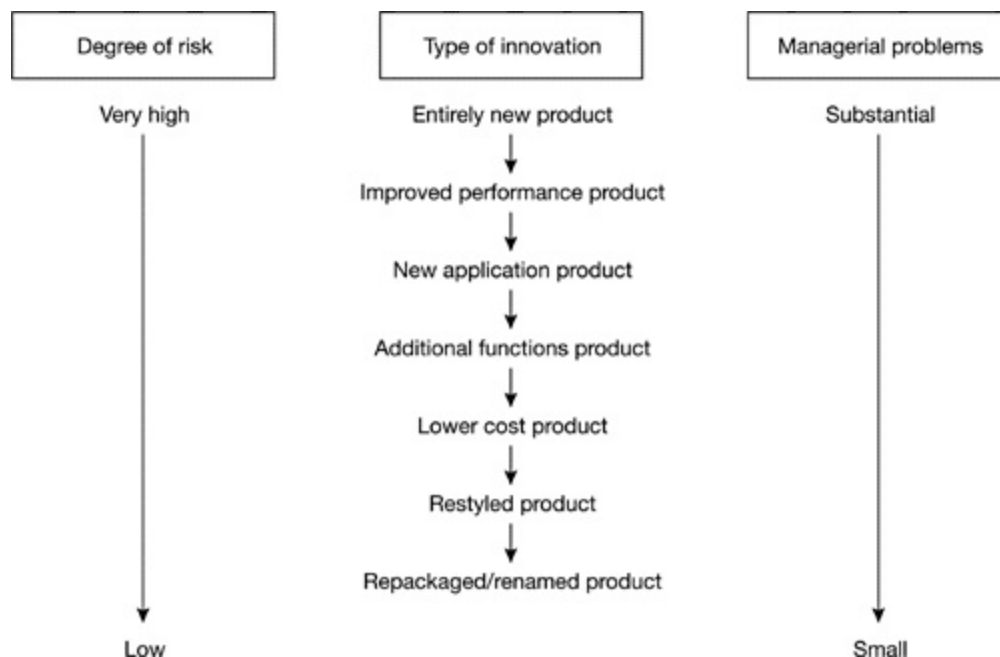 Degree of risk
Type of innovation
Managerial problems
Very high
Entirely new product
Substantial
Improved performance product
New application product
Additional functions product
Lower cost product
Restyled product
Repackaged/renamed product
Low
Small